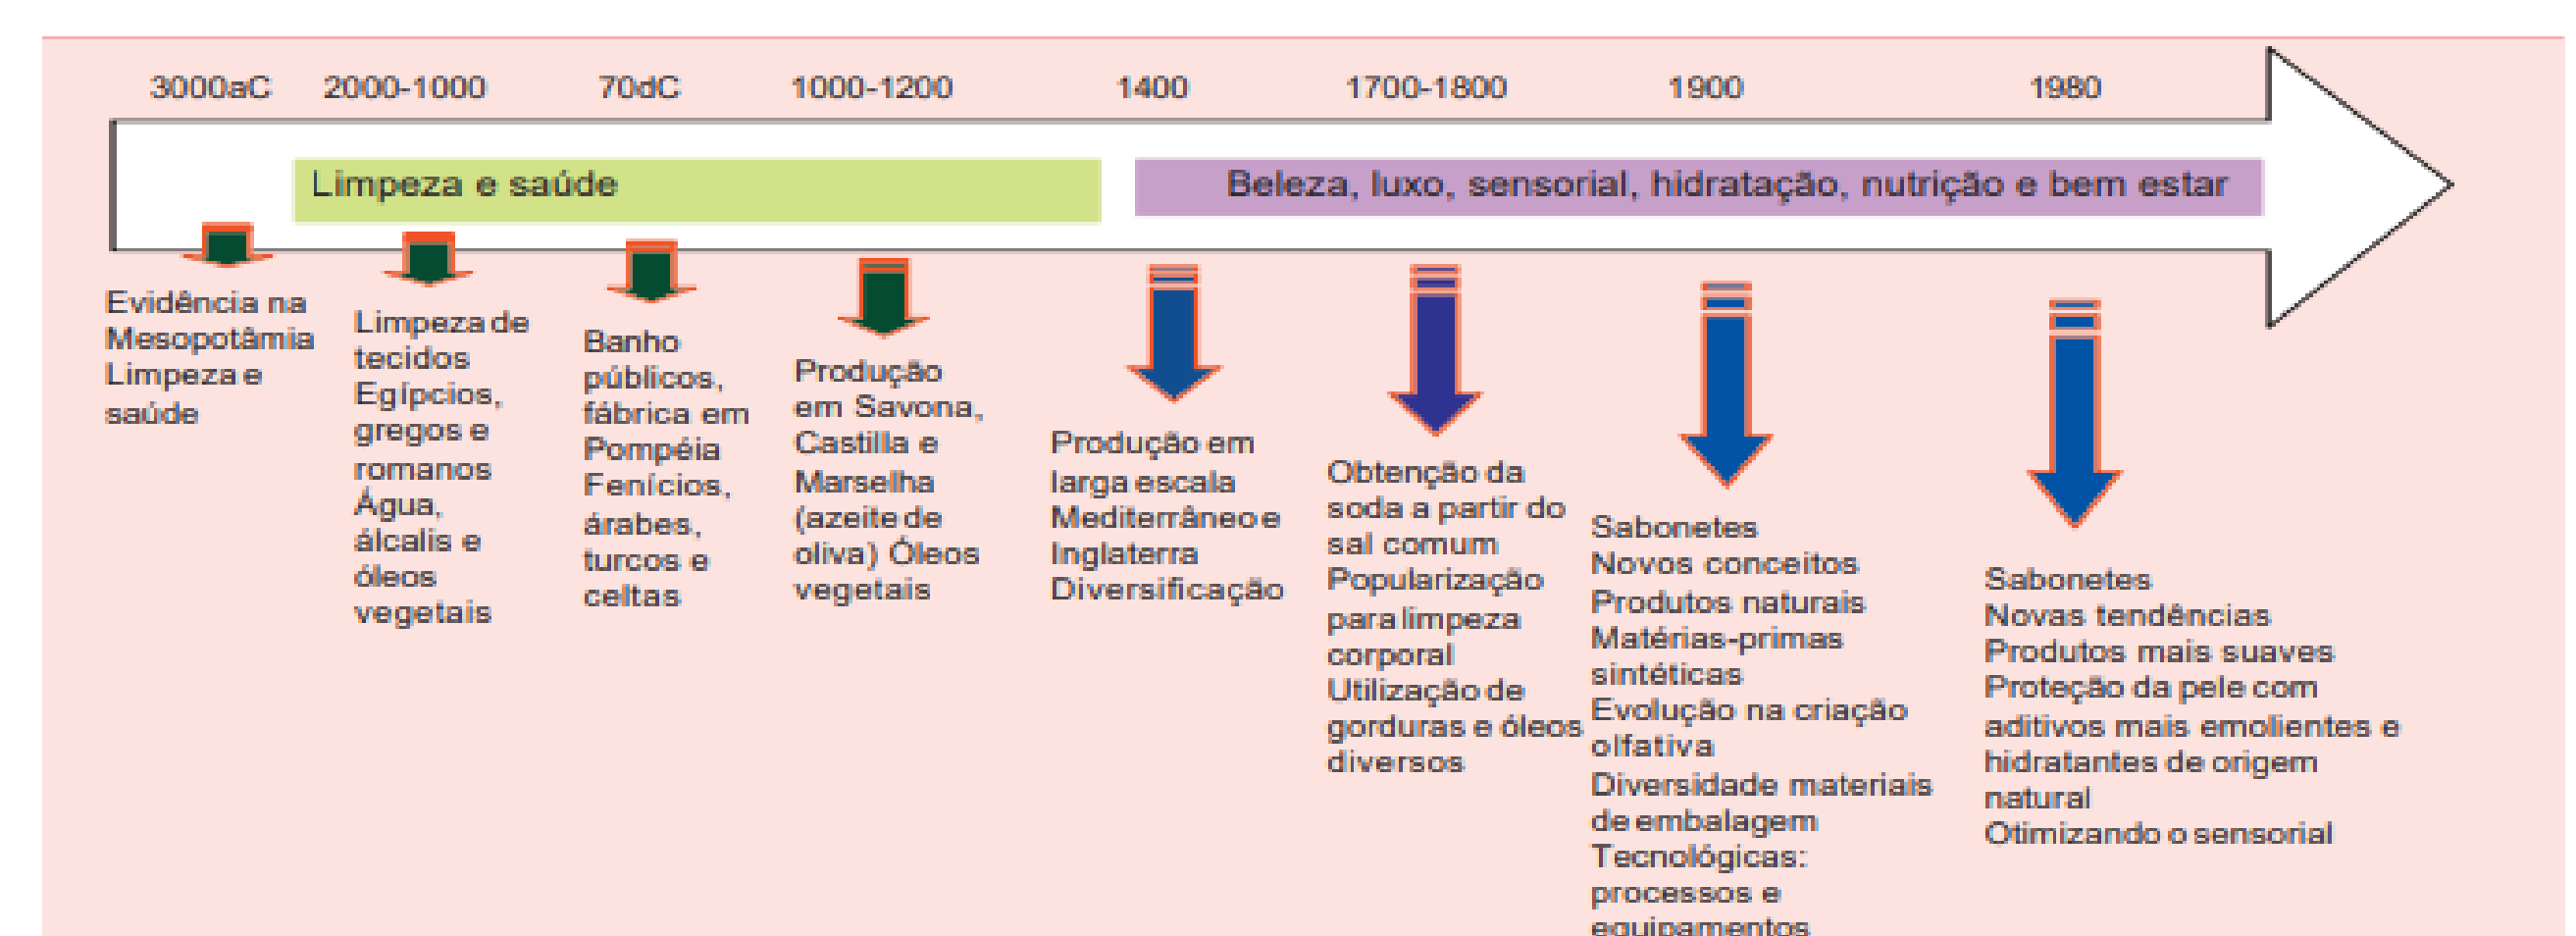 3000aC
2000-1000
70dC
1000-1200
1400
1700-1800
1900
1980
Limpeza e saúde
Beleza, luxo, sensorial, hidratação, nutrição e bem estar
Evidência na
Mesopotâmia
Limpeza e
saúde
Limpeza de
tecidos
Egípcios,
gregos e
romanos
Água,
álcalis e
óleos
vegetais
Banho
públicos,
fábrica em
Pompéia
Fenícios,
árabes,
turcos e
celtas
Produção
em Savona,
Castilla e
Marselha
(azeite de
oliva) Óleos
vegetais
Produção em
larga escala
Mediterrâneo e
Inglaterra
Diversificação
Obtenção da
soda a partir do
sal comum
Popularização
para limpeza
corporal
Utilização de
gorduras e óleos
diversos
Sabonetes
Novos conceitos
Produtos naturais
Matérias-primas
sintéticas
Evolução na criação
olfativa
Diversidade materiais
de embalagem
Tecnológicas:
processos e
equipamentos
Sabonetes
Novas tendências
Produtos mais suaves
Proteção da pele com
aditivos mais emolientes e
hidratantes de origem
natural
Otimizando o sensorial